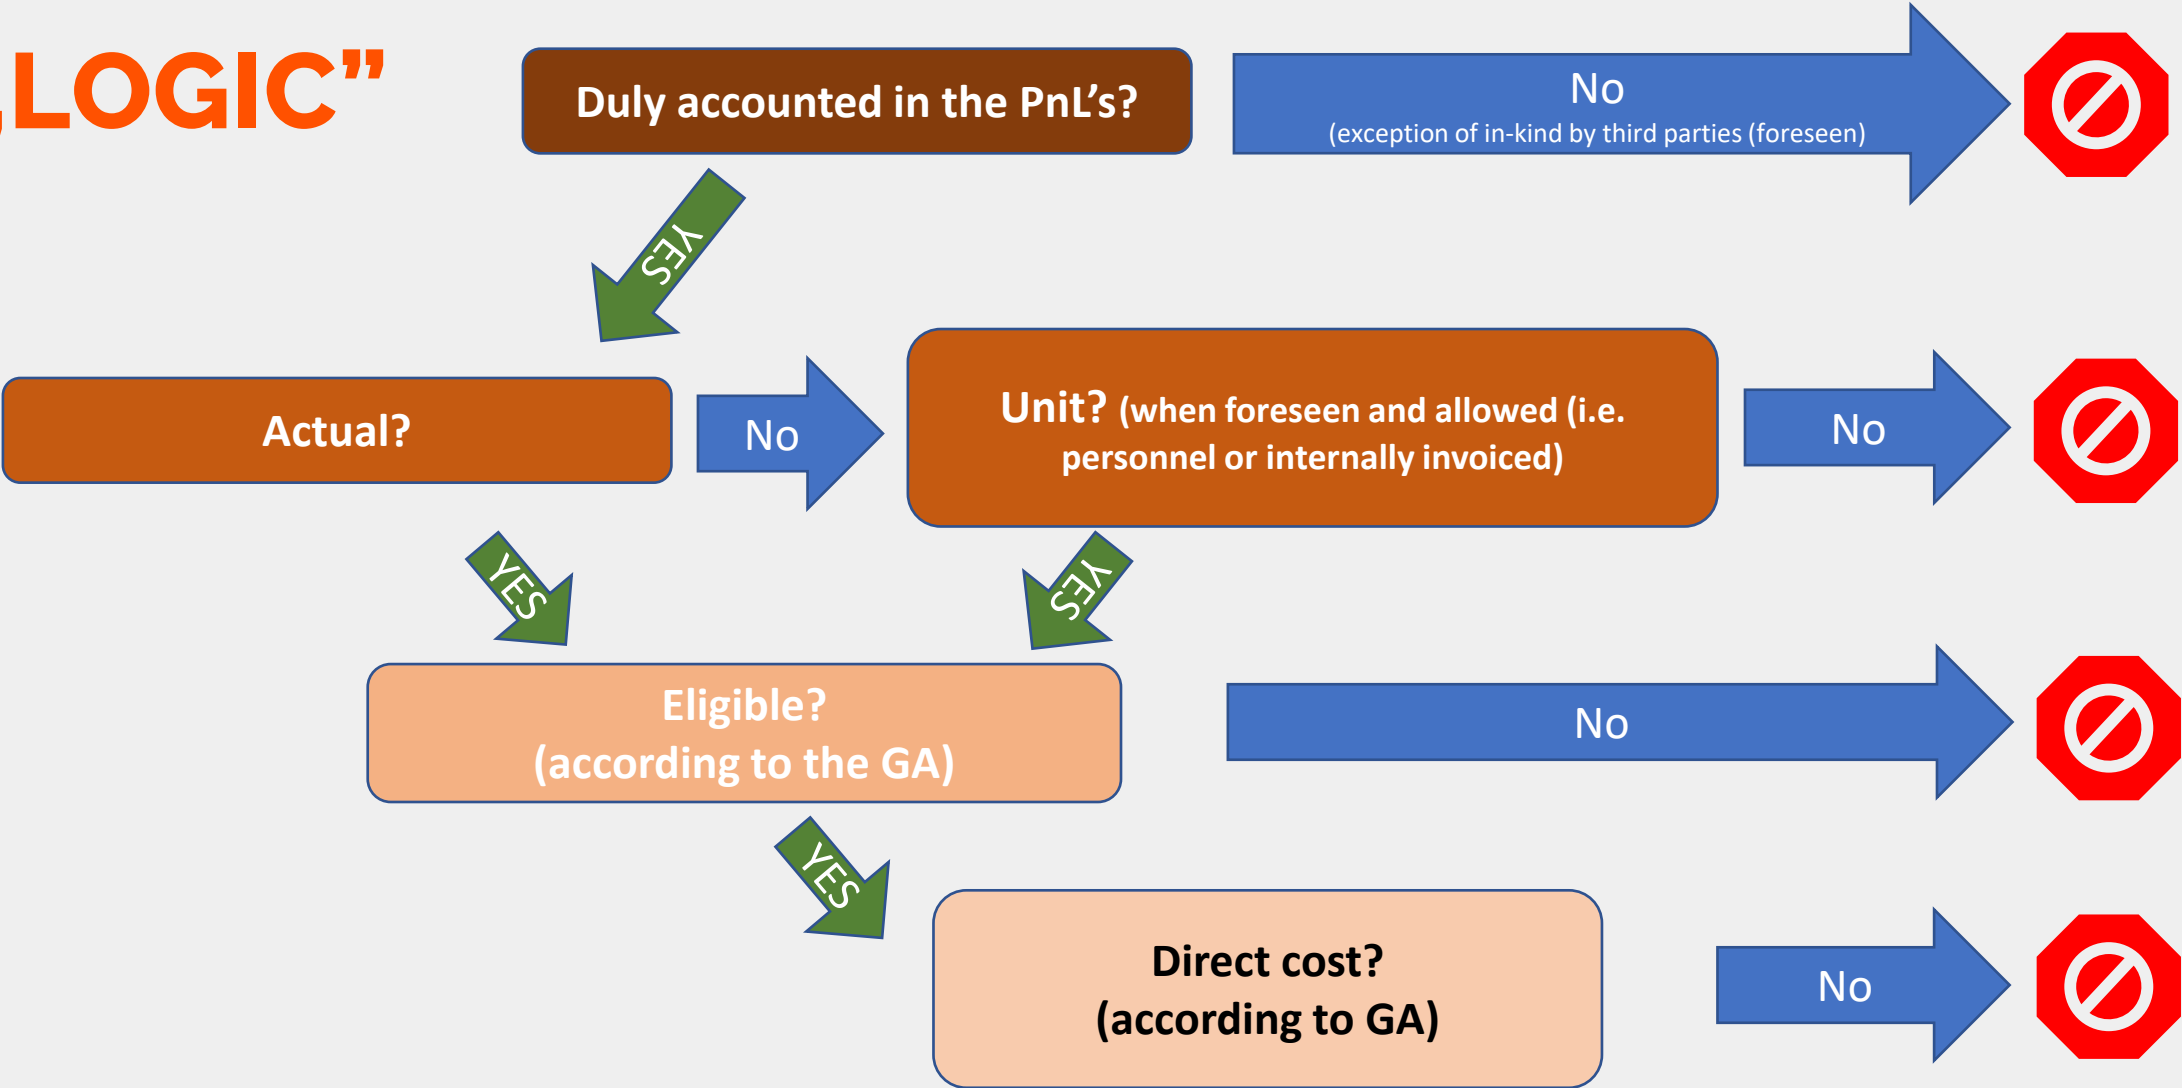 „LOGIC”
Duly accounted in the PnL’s?
No
(exception of in-kind by third parties (foreseen)
YES
Actual?
No
Unit? (when foreseen and allowed (i.e.
personnel or internally invoiced)
No
YES
YES
Eligible?
(according to the GA)
No
YES
Direct cost?
(according to GA)
No